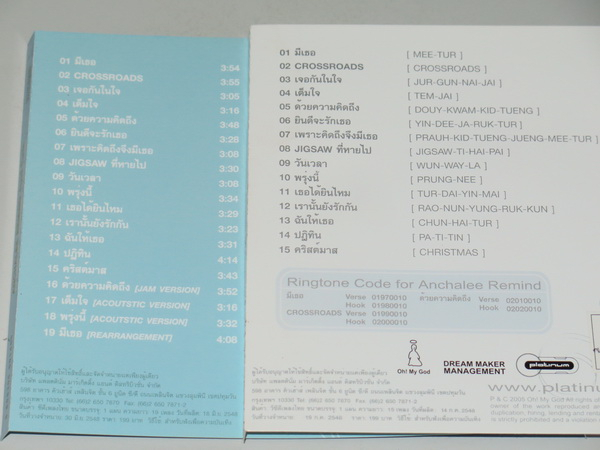 01 มีเธอ 3:54
02 CROSSROADS 3:55
03 เจอกันในใจ 3:05
04 เต็มใจ 3:16
05 ด้วยความคิดถึง 3:48
06 ยินดีจะรักเธอ 3:28
07 เพราะคิดถึงจึงมีเธอ 3:08
08 JIGSAW ที่หายไป 3:08
09 วันเวลา 3:30
10 พรุ่งนี้ 3:34
11 เธอได้ยินไหม 3:29
12 เรานั้นยังรักกัน 3:23
13 ฉันให้เธอ 3:31
14 ปฏิทิน 4:14
15 คริสต์มาส 3:43
16 ด้วยความคิดถึง [JAM VERSION] 3:52
17 เต็มใจ [ACOUTSTIC VERSION] 3:16
18 พรุ่งนี้ [ACOUTSTIC VERSION] 3:32
19 มีเธอ [REARRANGEMENT] 4:08
01 มีเธอ [ MEE-TUR ]
02 CROSSROADS [ CROSSROADS ]
03 เจอกันในใจ [ JUR-GUN-NAI-JAI ]
04 เต็มใจ [ TEM-JAI ]
05 ด้วยความคิดถึง [ DOUY-KWAM-KID-TUENG ]
06 ยินดีจะรักเธอ [ YIN-DEE-JA-RUK-TUR ]
07 เพราะคิดถึงจึงมีเธอ [ PRAUH-KID-TUENG-JUENG-MEE-TUR ]
08 JIGSAW ที่หายไป [ JIGSAW-TI-HAI-PAI ]
09 วันเวลา [ WUN-WAY-LA ]
10 พรุ่งนี้ [ PRUNG-NEE ]
11 เธอได้ยินไหม [ TUR-DAI-YIN-MAI ]
12 เรานั้นยังรักกัน [ RAO-NUN-YUNG-RUK-KUN ]
13 ฉันให้เธอ [ CHUN-HAI-TUR ]
14 ปฏิทิน [ PA-TI-TIN ]
15 คริสต์มาส [ CHRISTMAS ]
Ringtone Code for Anchalee Remind
มีเธอ Verse 01970010 ด้วยความคิดถึง Verse 02010010
Hook 01980010 Hook 02020010
CROSSROADS Verse 01990010
Hook 02000010
Oh! My God
DREAM MAKER
MANAGEMENT
platinum
www.platinu